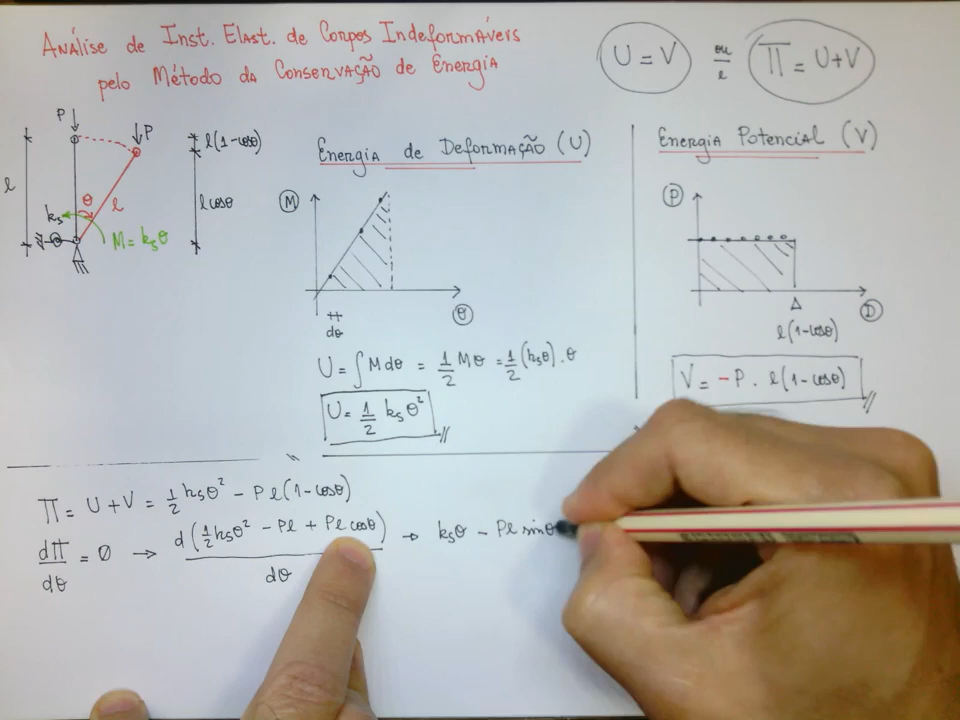 Análise de Inst. Elast. de Corpos Indeformáveis
pelo Método da Conservação de Energia
U = V ou/e Π = U+V
P
P
l
l
θ
kₛ
M = kₛθ
l(1-cosθ)
l cosθ
Energia de Deformação (U)
M
dθ
θ
U = ∫ M dθ = 1/2 Mθ = 1/2 (kₛθ) . θ
U = 1/2 kₛ θ²
Energia Potencial (V)
P
Δ
D
l(1-cosθ)
V = -P . l(1-cosθ)
Π = U+V = 1/2 kₛθ² - Pl(1-cosθ)
dΠ/dθ = 0 → d(1/2 kₛθ² - Pl + Pl cosθ)/dθ → kₛθ - Pl sinθ